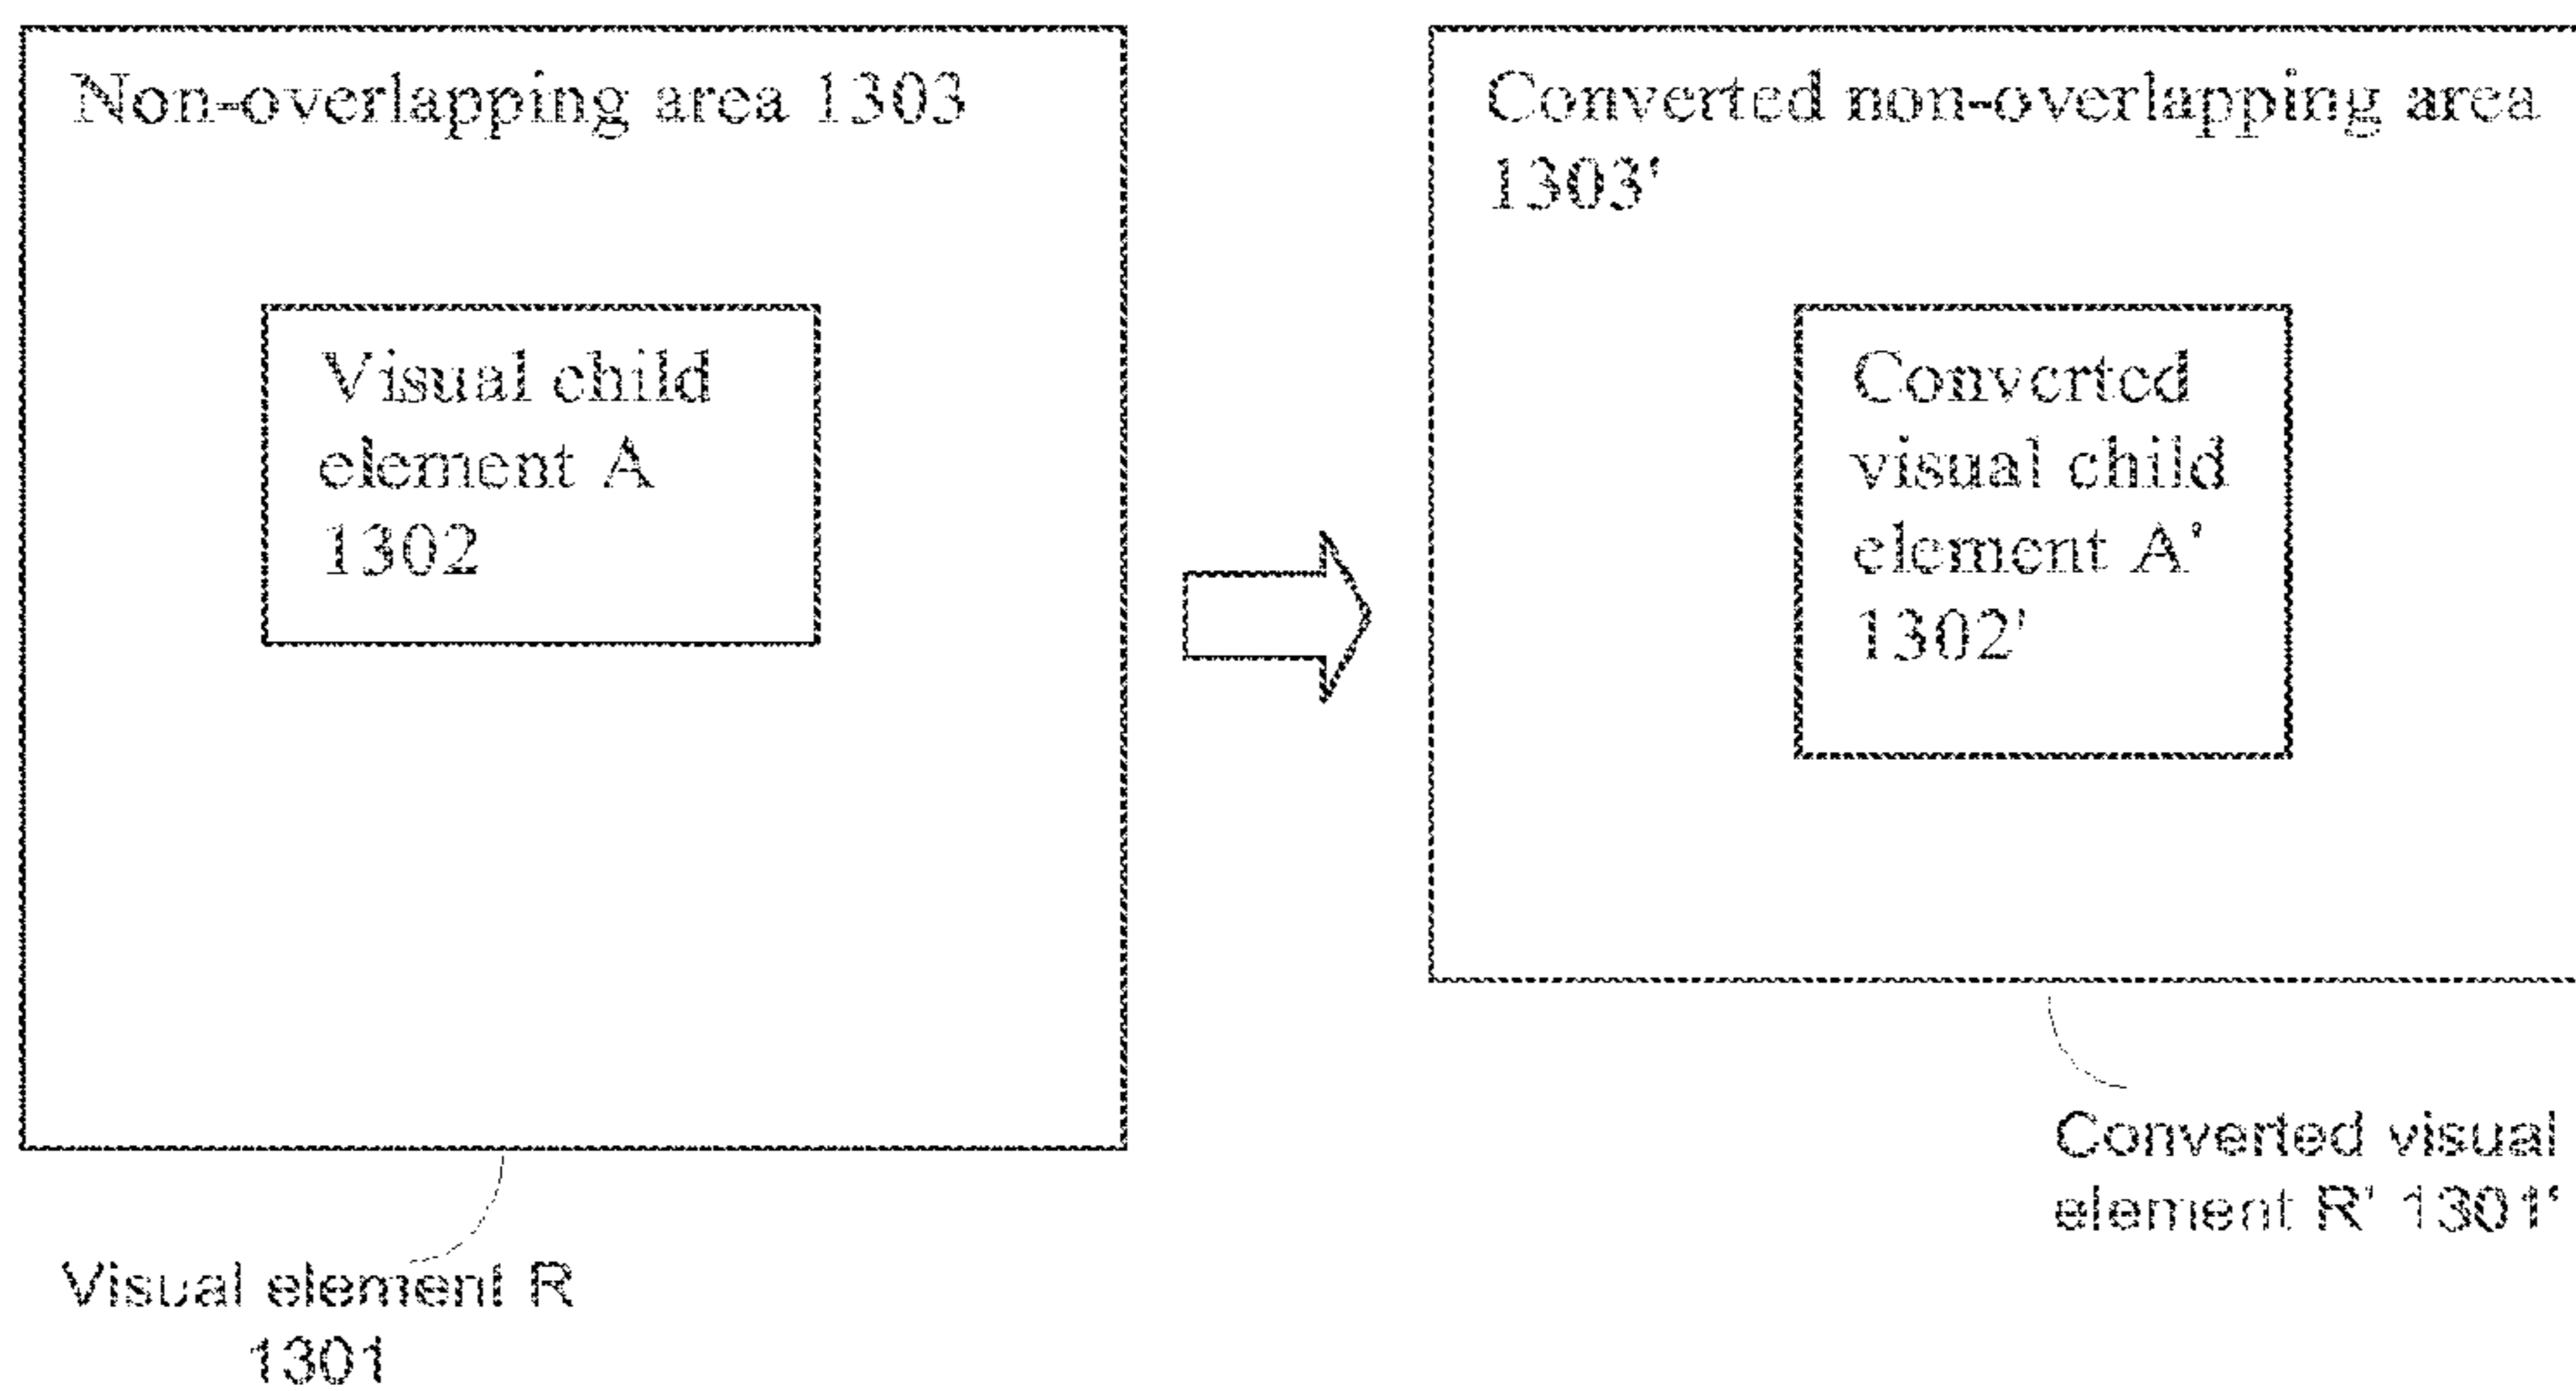 Non-overlapping area 1303
Visual child
element A
1302
Visual element R
1301
Converted non-overlapping area
1303'
Converted
visual child
element A'
1302'
Converted visual
element R' 1301'